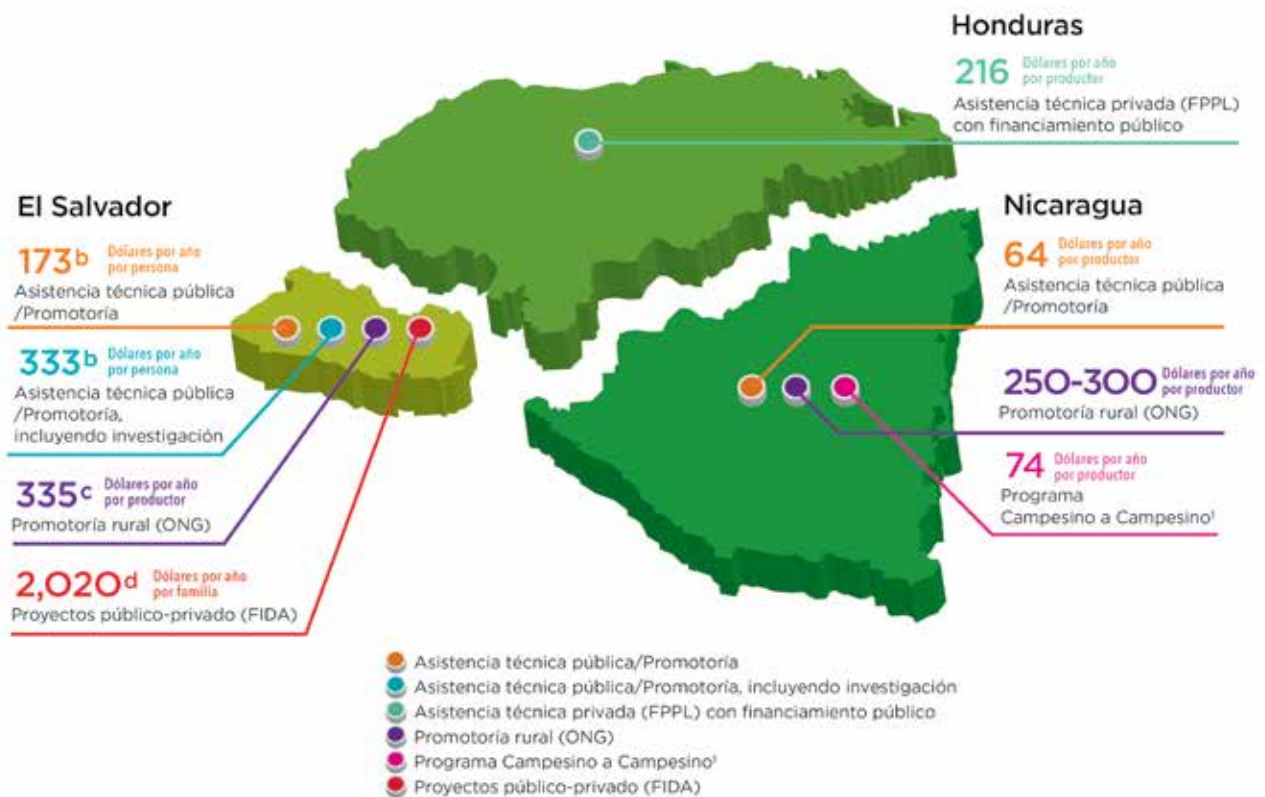 Honduras
216 Dólares por año
por productor
Asistencia técnica privada (FPPL)
con financiamiento público
El Salvador
173ᵇ Dólares por año
por persona
Asistencia técnica pública
/Promotoría
333ᵇ Dólares por año
por persona
Asistencia técnica pública
/Promotoría,
incluyendo investigación
335ᶜ Dólares por año
por productor
Promotoría rural (ONG)
2,020ᵈ Dólares por año
por familia
Proyectos público-privado (FIDA)
Nicaragua
64 Dólares por año
por productor
Asistencia técnica pública
/Promotoría
250-300 Dólares por año
por productor
Promotoría rural (ONG)
74 Dólares por año
por productor
Programa
Campesino a Campesino¹
Asistencia técnica pública/Promotoría
Asistencia técnica pública/Promotoría, incluyendo investigación
Asistencia técnica privada (FPPL) con financiamiento público
Promotoría rural (ONG)
Programa Campesino a Campesino¹
Proyectos público-privado (FIDA)